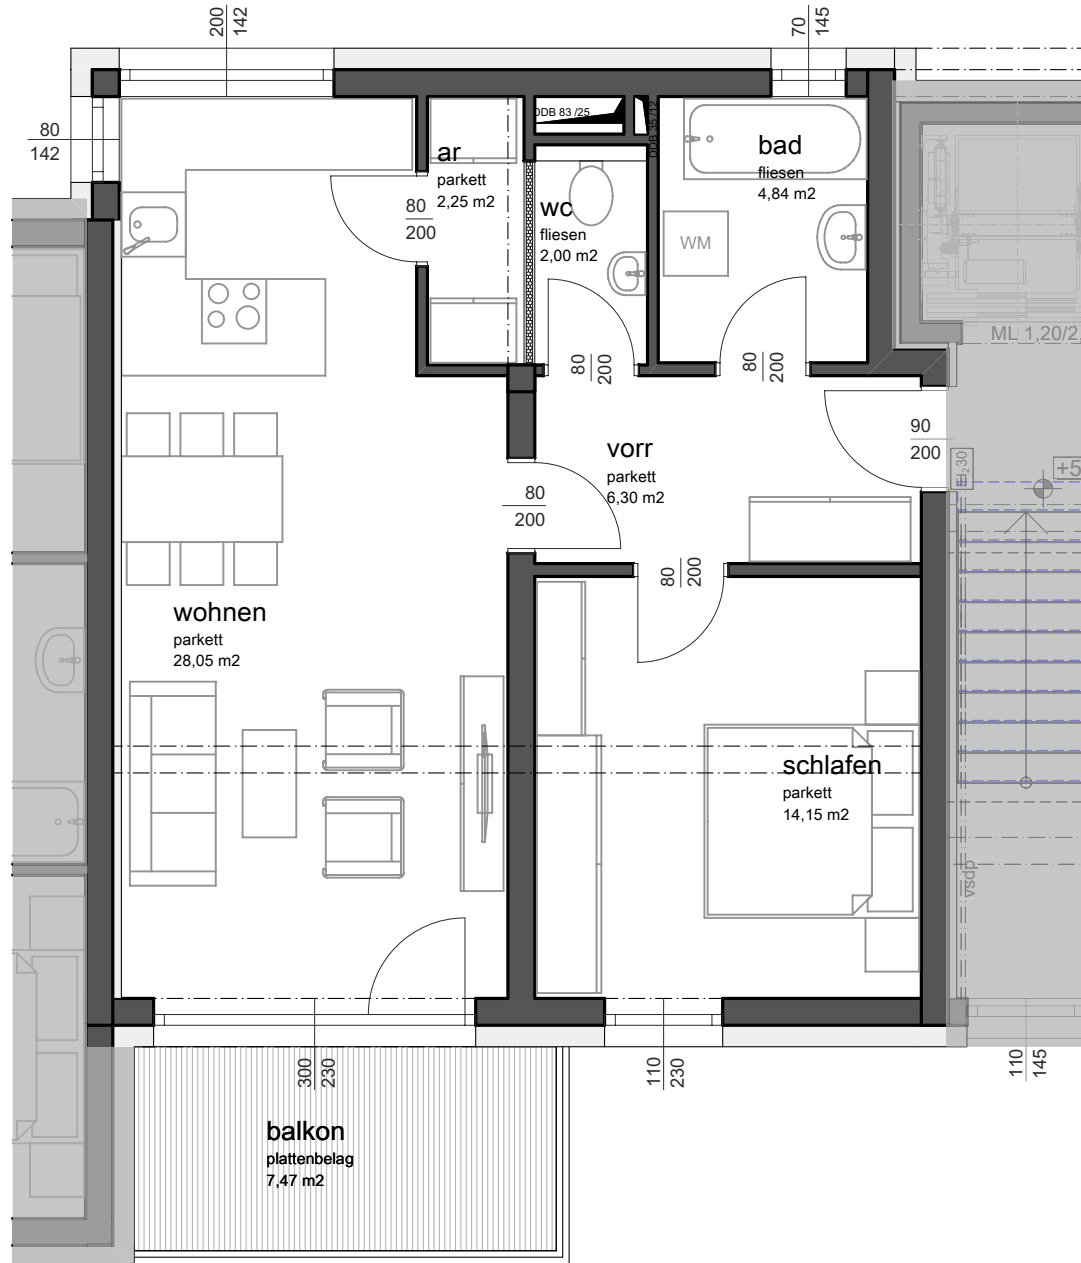 200
142
70
145
80
142
DDB 83 /25
ar
parkett
2,25 m2
80
200
wc
fliesen
2,00 m2
bad
fliesen
4,84 m2
WM
ML 1,20/2
80
200
80
200
90
200
vorr
parkett
6,30 m2
+5
80
200
80
200
wohnen
parkett
28,05 m2
schlafen
parkett
14,15 m2
vsdp
300
230
110
230
110
145
balkon
plattenbelag
7,47 m2